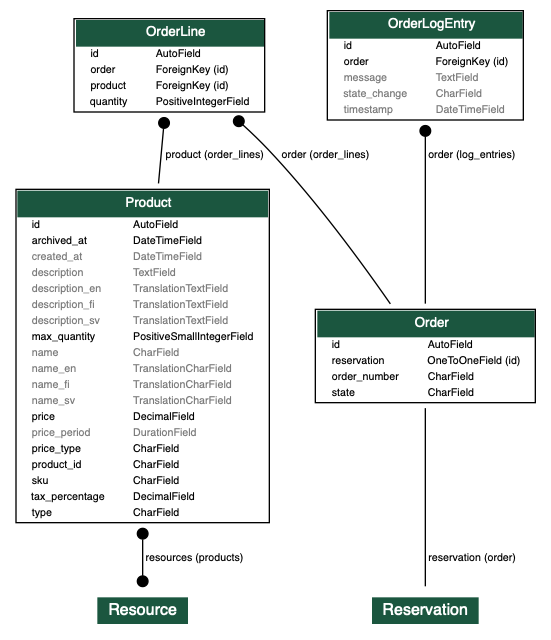 OrderLine
id AutoField
order ForeignKey (id)
product ForeignKey (id)
quantity PositiveIntegerField
OrderLogEntry
id AutoField
order ForeignKey (id)
message TextField
state_change CharField
timestamp DateTimeField
product (order_lines)
order (order_lines)
order (log_entries)
Product
id AutoField
archived_at DateTimeField
created_at DateTimeField
description TextField
description_en TranslationTextField
description_fi TranslationTextField
description_sv TranslationTextField
max_quantity PositiveSmallIntegerField
name CharField
name_en TranslationCharField
name_fi TranslationCharField
name_sv TranslationCharField
price DecimalField
price_period DurationField
price_type CharField
product_id CharField
sku CharField
tax_percentage DecimalField
type CharField
Order
id AutoField
reservation OneToOneField (id)
order_number CharField
state CharField
resources (products)
reservation (order)
Resource
Reservation